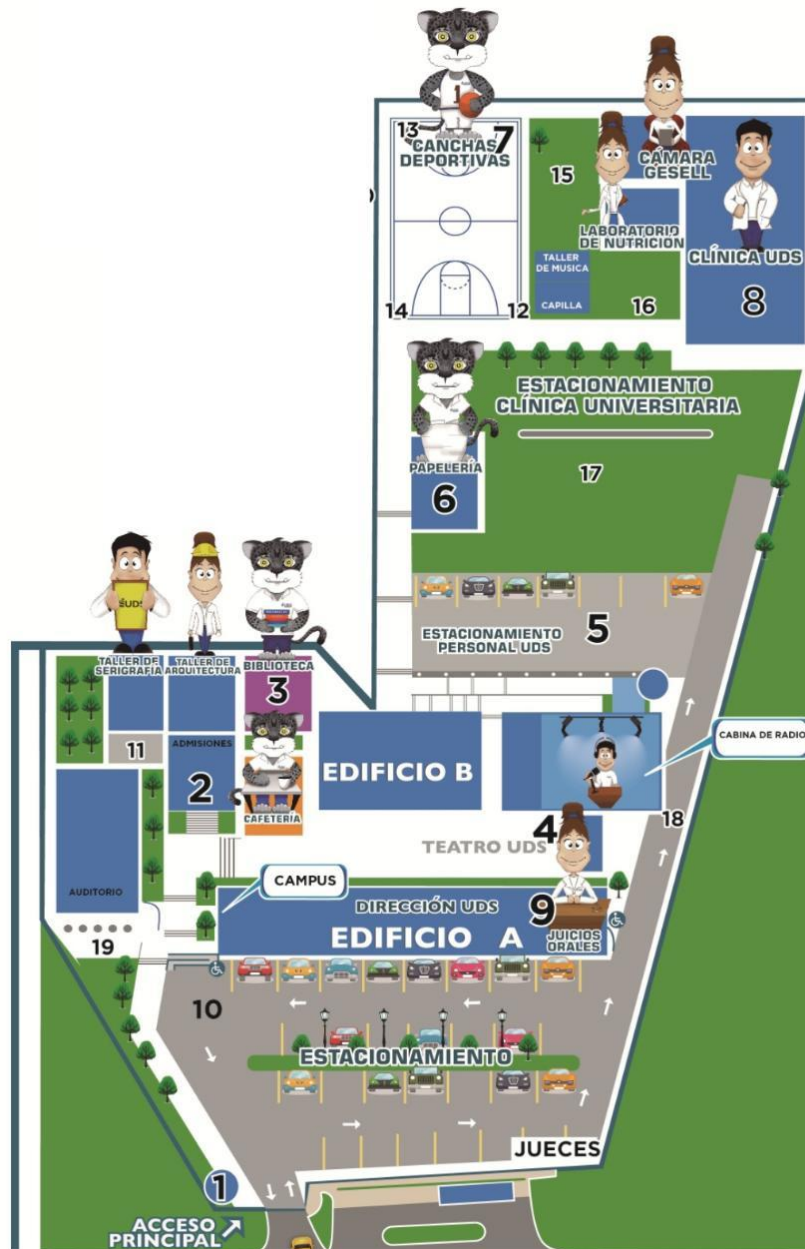 1
13
7
CANCHAS
DEPORTIVAS
14
12
15
CÁMARA
GESELL
LABORATORIO
DE NUTRICIÓN
CLÍNICA UDS
8
TALLER
DE MUSICA
CAPILLA
16
ESTACIONAMIENTO
CLÍNICA UNIVERSITARIA
PAPELERÍA
6
17
ESTACIONAMIENTO
PERSONAL UDS
5
ÉUDS
TALLER DE
SERIGRAFÍA
TALLER DE
ARQUITECTURA
BIBLIOTECA
3
11
ADMISIONES
2
CAFETERÍA
EDIFICIO B
CABINA DE RADIO
4
TEATRO UDS
18
AUDITORIO
CAMPUS
DIRECCIÓN UDS
EDIFICIO A
9
JUICIOS
ORALES
19
10
ESTACIONAMIENTO
JUECES
1
ACCESO
PRINCIPAL